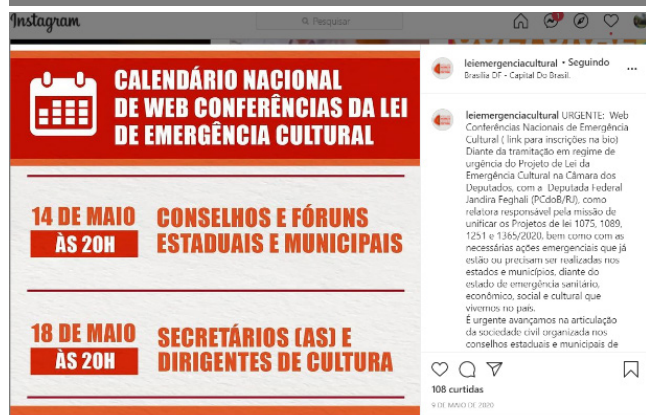 Instagram
Pesquisar
CALENDÁRIO NACIONAL
DE WEB CONFERÊNCIAS DA LEI
DE EMERGÊNCIA CULTURAL
14 DE MAIO
ÀS 20H
CONSELHOS E FÓRUNS
ESTADUAIS E MUNICIPAIS
18 DE MAIO
ÀS 20H
SECRETÁRIOS (AS) E
DIRIGENTES DE CULTURA
leiemergenciacultural • Seguindo
Brasília DF - Capital Do Brasil.
leiemergenciacultural URGENTE: Web
Conferências Nacionais de Emergência
Cultural ( link para inscrições na bio)
Diante da tramitação em regime de
urgência do Projeto de Lei da
Emergência Cultural na Câmara dos
Deputados, com a Deputada Federal
Jandira Feghali (PCdoB/RJ), como
relatora responsável pela missão de
unificar os Projetos de lei 1075, 1089,
1251 e 1365/2020, bem como com as
necessárias ações emergenciais que já
estão ou precisam ser realizadas nos
estados e municípios, diante do
estado de emergência sanitário,
econômico, social e cultural que
vivemos no país.
É urgente avançamos na articulação
da sociedade civil organizada nos
conselhos estaduais e municipais de
108 curtidas
9 DE MAIO DE 2020